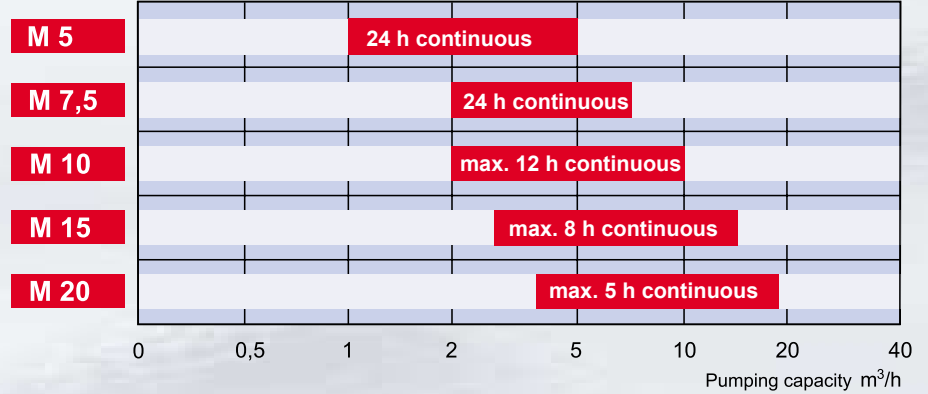 M 5 24 h continuous
M 7,5 24 h continuous
M 10 max. 12 h continuous
M 15 max. 8 h continuous
M 20 max. 5 h continuous
0 0,5 1 2 5 10 20 40
Pumping capacity m³/h